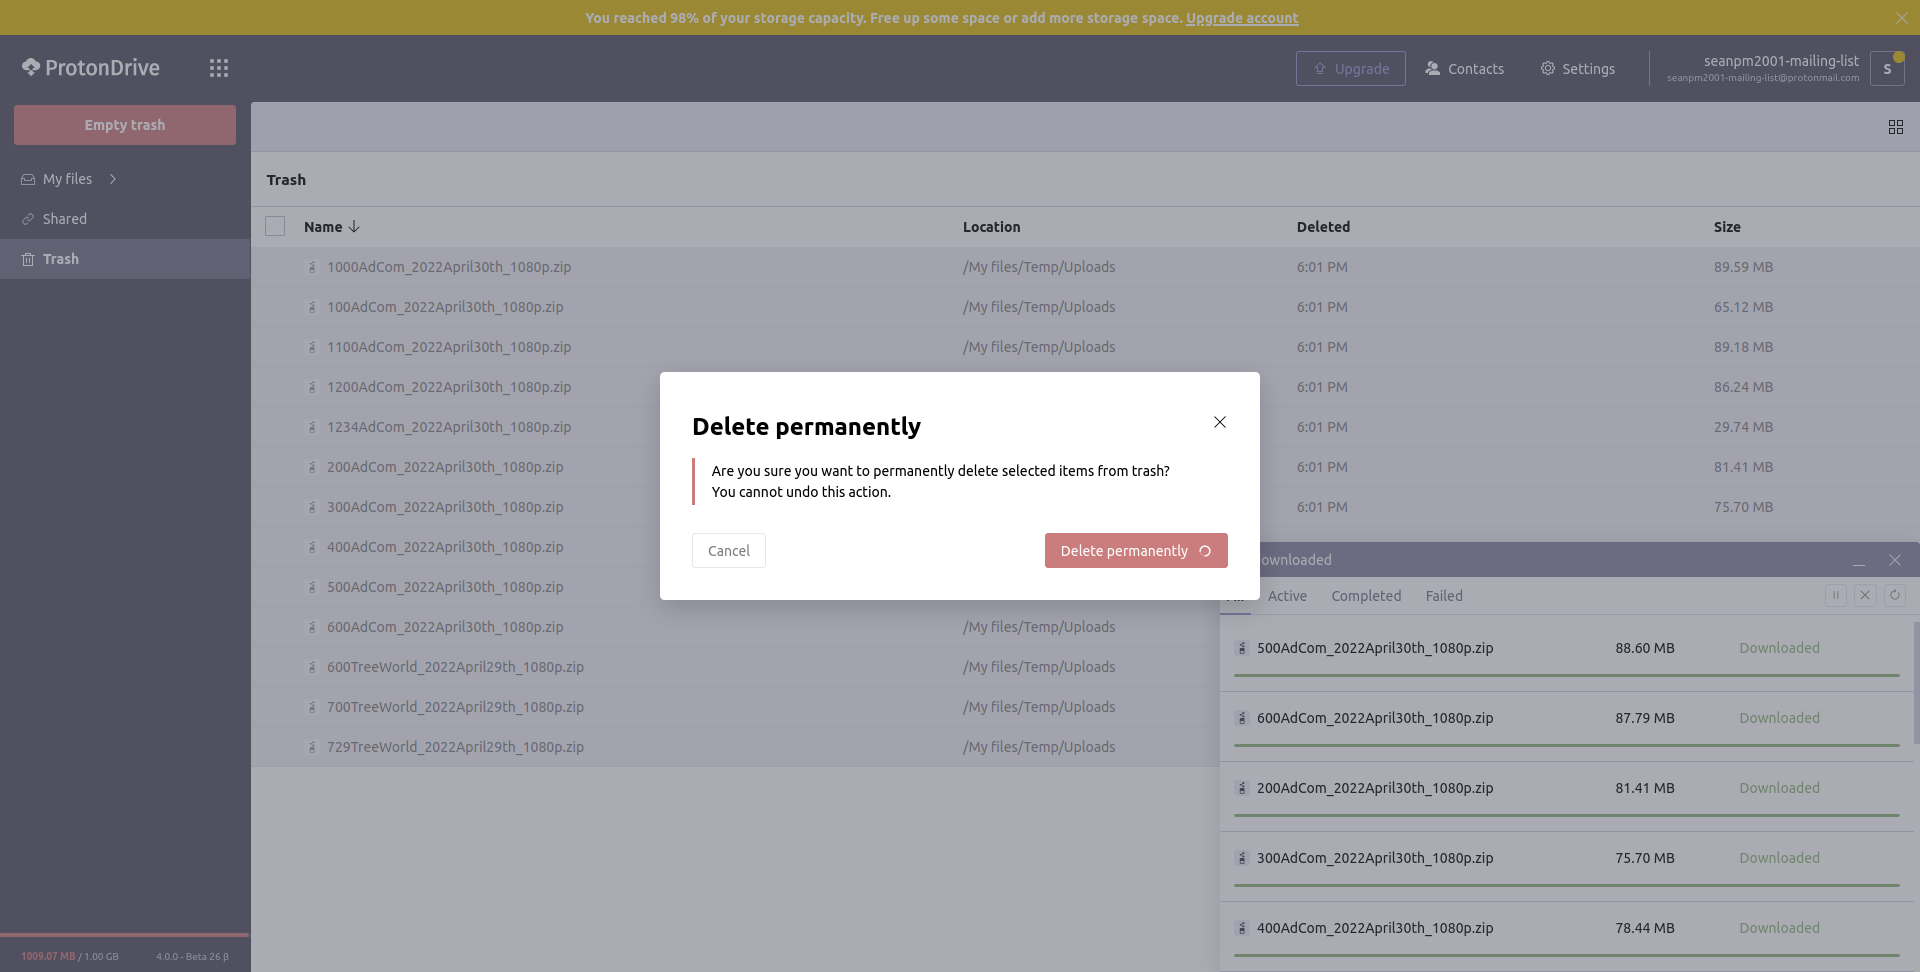 You reached 98% of your storage capacity. Free up some space or add more storage space. Upgrade account
ProtonDrive
Upgrade
Contacts
Settings
seanpm2001-mailing-list
seanpm2001-mailing-list@protonmail.com
S
Empty trash
My files
Shared
Trash
Trash
Name Location Deleted Size
1000AdCom_2022April30th_1080p.zip /My files/Temp/Uploads 6:01 PM 89.59 MB
100AdCom_2022April30th_1080p.zip /My files/Temp/Uploads 6:01 PM 65.12 MB
1100AdCom_2022April30th_1080p.zip /My files/Temp/Uploads 6:01 PM 89.18 MB
1200AdCom_2022April30th_1080p.zip 6:01 PM 86.24 MB
1234AdCom_2022April30th_1080p.zip 6:01 PM 29.74 MB
200AdCom_2022April30th_1080p.zip 6:01 PM 81.41 MB
300AdCom_2022April30th_1080p.zip 6:01 PM 75.70 MB
400AdCom_2022April30th_1080p.zip
500AdCom_2022April30th_1080p.zip
600AdCom_2022April30th_1080p.zip /My files/Temp/Uploads
600TreeWorld_2022April29th_1080p.zip /My files/Temp/Uploads
700TreeWorld_2022April29th_1080p.zip /My files/Temp/Uploads
729TreeWorld_2022April29th_1080p.zip /My files/Temp/Uploads
Delete permanently
Are you sure you want to permanently delete selected items from trash?
You cannot undo this action.
Cancel
Delete permanently
ownloaded
Active Completed Failed
500AdCom_2022April30th_1080p.zip 88.60 MB Downloaded
600AdCom_2022April30th_1080p.zip 87.79 MB Downloaded
200AdCom_2022April30th_1080p.zip 81.41 MB Downloaded
300AdCom_2022April30th_1080p.zip 75.70 MB Downloaded
400AdCom_2022April30th_1080p.zip 78.44 MB Downloaded
1009.07 MB / 1.00 GB
4.0.0 - Beta 26 β